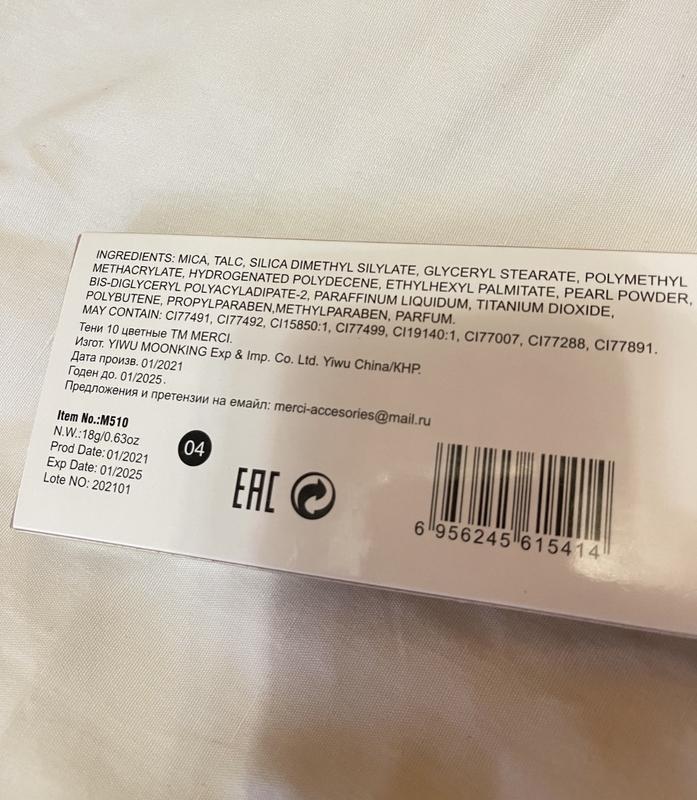 INGREDIENTS: MICA, TALC, SILICA DIMETHYL SILYLATE, GLYCERYL STEARATE, POLYMETHYL
METHACRYLATE, HYDROGENATED POLYDECENE, ETHYLHEXYL PALMITATE, PEARL POWDER,
BIS-DIGLYCERYL POLYACYLADIPATE-2, PARAFFINUM LIQUIDUM, TITANIUM DIOXIDE,
POLYBUTENE, PROPYLPARABEN,METHYLPARABEN, PARFUM.
MAY CONTAIN: CI77491, CI77492, CI15850:1, CI77499, CI19140:1, CI77007, CI77288, CI77891.
Тени 10 цветные ТМ MERCI.
Изгот. YIWU MOONKING Exp & Imp. Co. Ltd. Yiwu China/КНР.
Дата произв. 01/2021
Годен до. 01/2025.
Предложения и претензии на емайл: merci-accesories@mail.ru
Item No.:M510
N.W.:18g/0.63oz
Prod Date: 01/2021
Exp Date: 01/2025
Lote NO: 202101
04
EAC
6 956245 615414